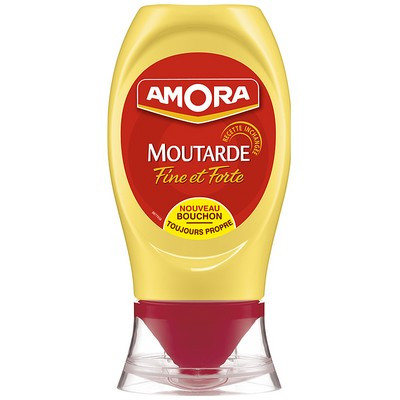 AMORA
RECETTE INCHANGÉE
MOUTARDE
Fine et Forte
NOUVEAU
BOUCHON
TOUJOURS PROPRE